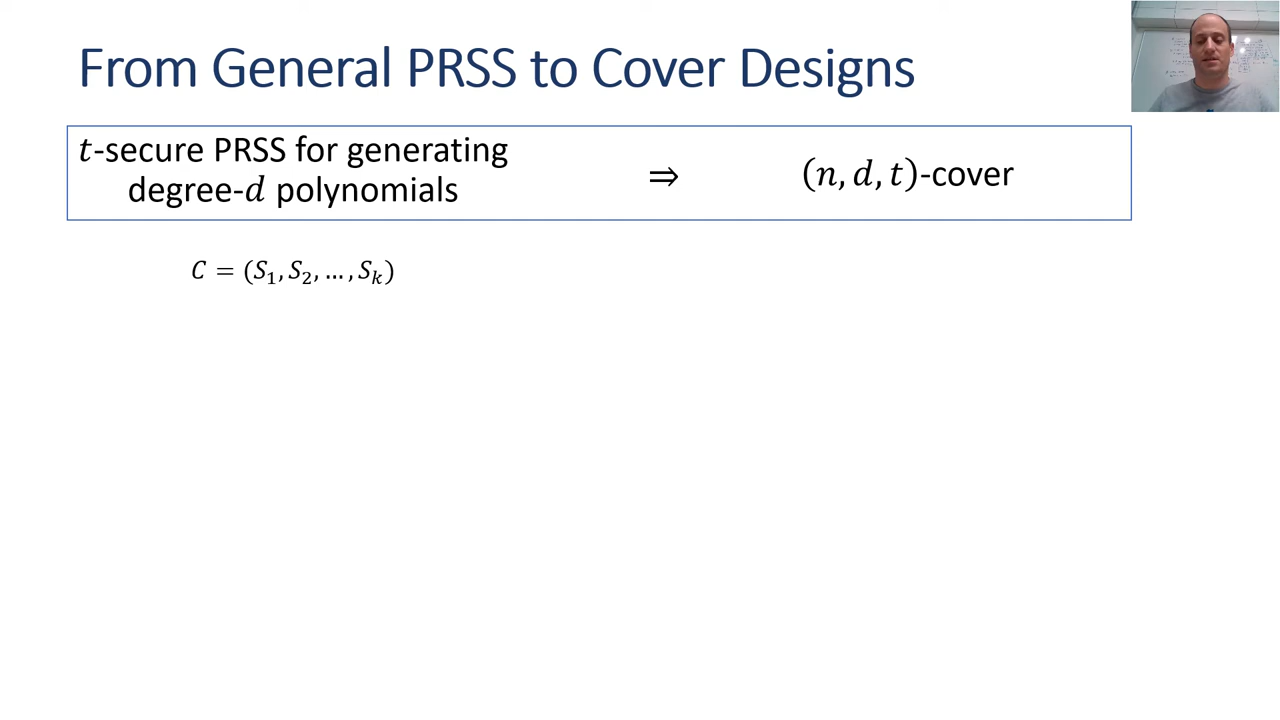 From General PRSS to Cover Designs
t-secure PRSS for generating
degree-d polynomials
⇒
(n, d, t)-cover
C = (S₁, S₂, …, Sₖ)